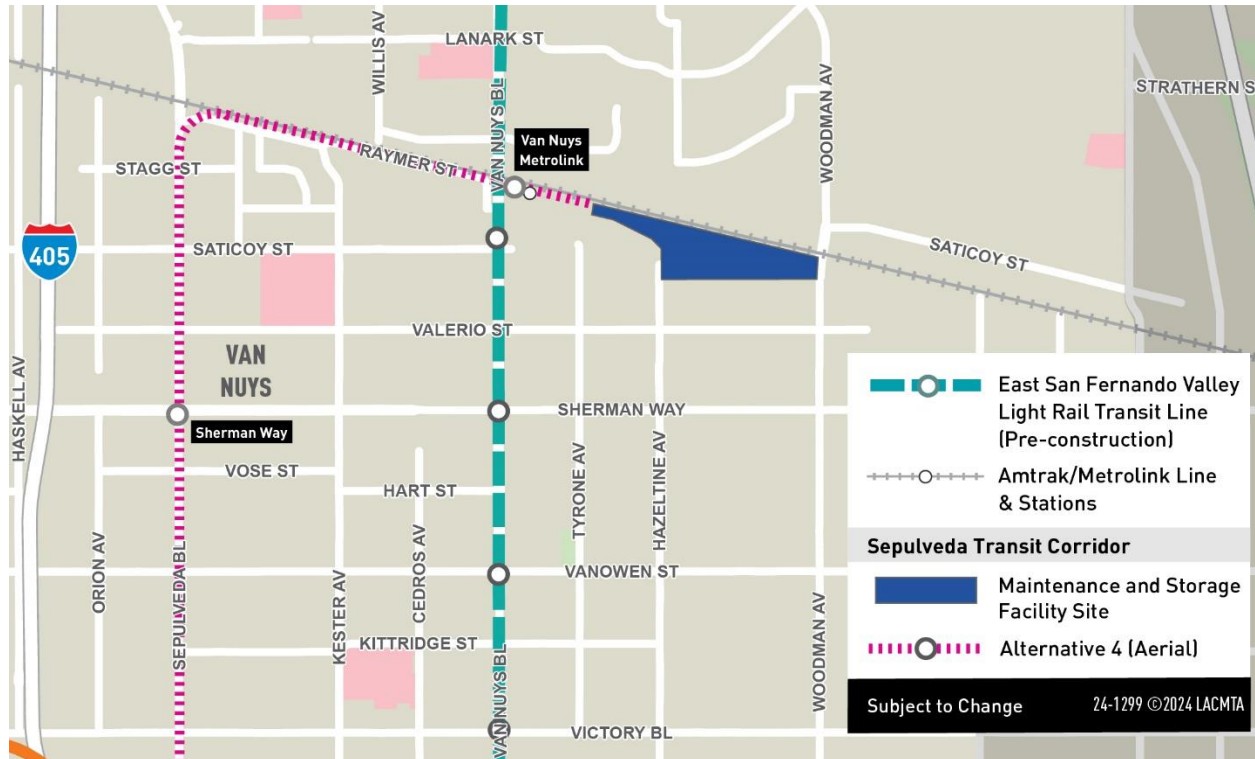 LANARK ST
WILLIS AV
VAN NUYS BL
WOODMAN AV
STRATHERN S
Van Nuys
Metrolink
RAYMER ST
STAGG ST
SATICOY ST
SATICOY ST
405
VALERIO ST
VAN
NUYS
HASKELL AV
SHERMAN WAY
Sherman Way
VOSE ST
HART ST
TYRONE AV
HAZELTINE AV
ORION AV
SEPULVEDA BL
KESTER AV
CEDROS AV
VANOWEN ST
KITTRIDGE ST
VAN NUYS BL
WOODMAN AV
VICTORY BL
East San Fernando Valley
Light Rail Transit Line
(Pre-construction)
Amtrak/Metrolink Line
& Stations
Sepulveda Transit Corridor
Maintenance and Storage
Facility Site
Alternative 4 (Aerial)
Subject to Change
24-1299 ©2024 LACMTA